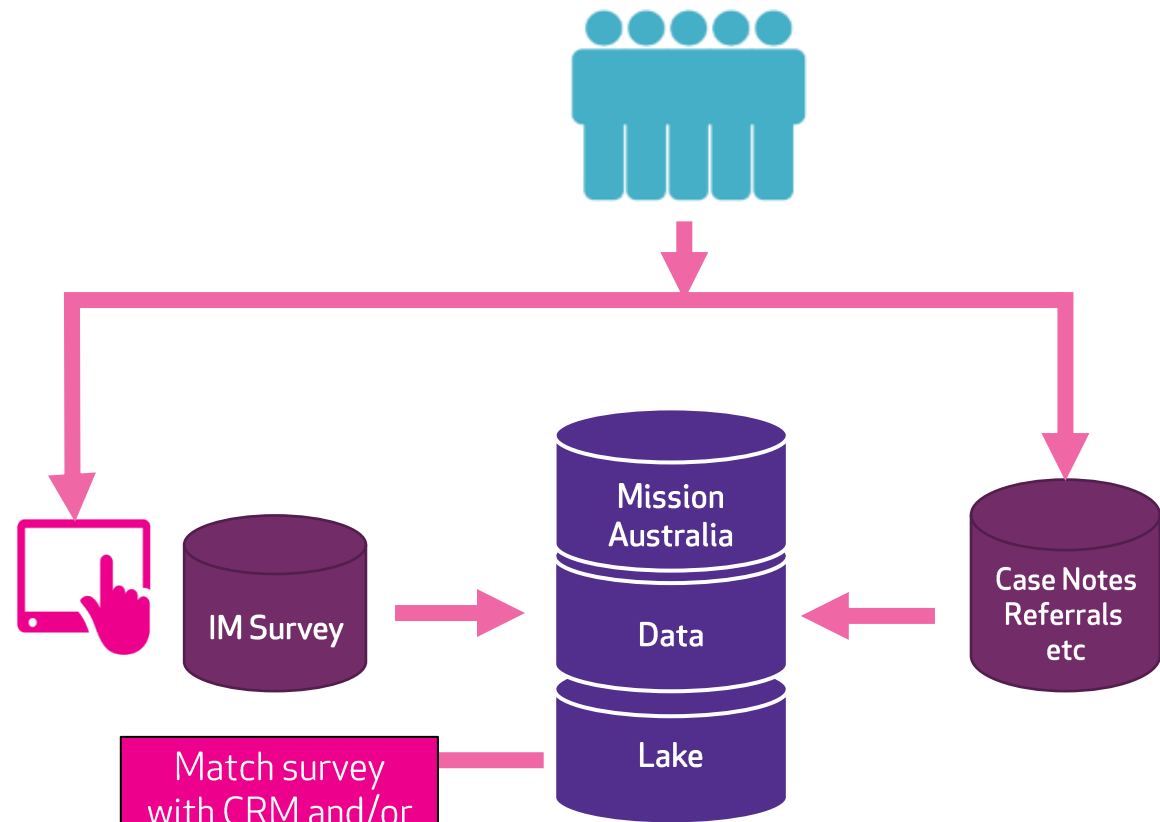 Mission
Australia
Data
Lake
IM Survey
Case Notes
Referrals
etc
Match survey
with CRM and/or